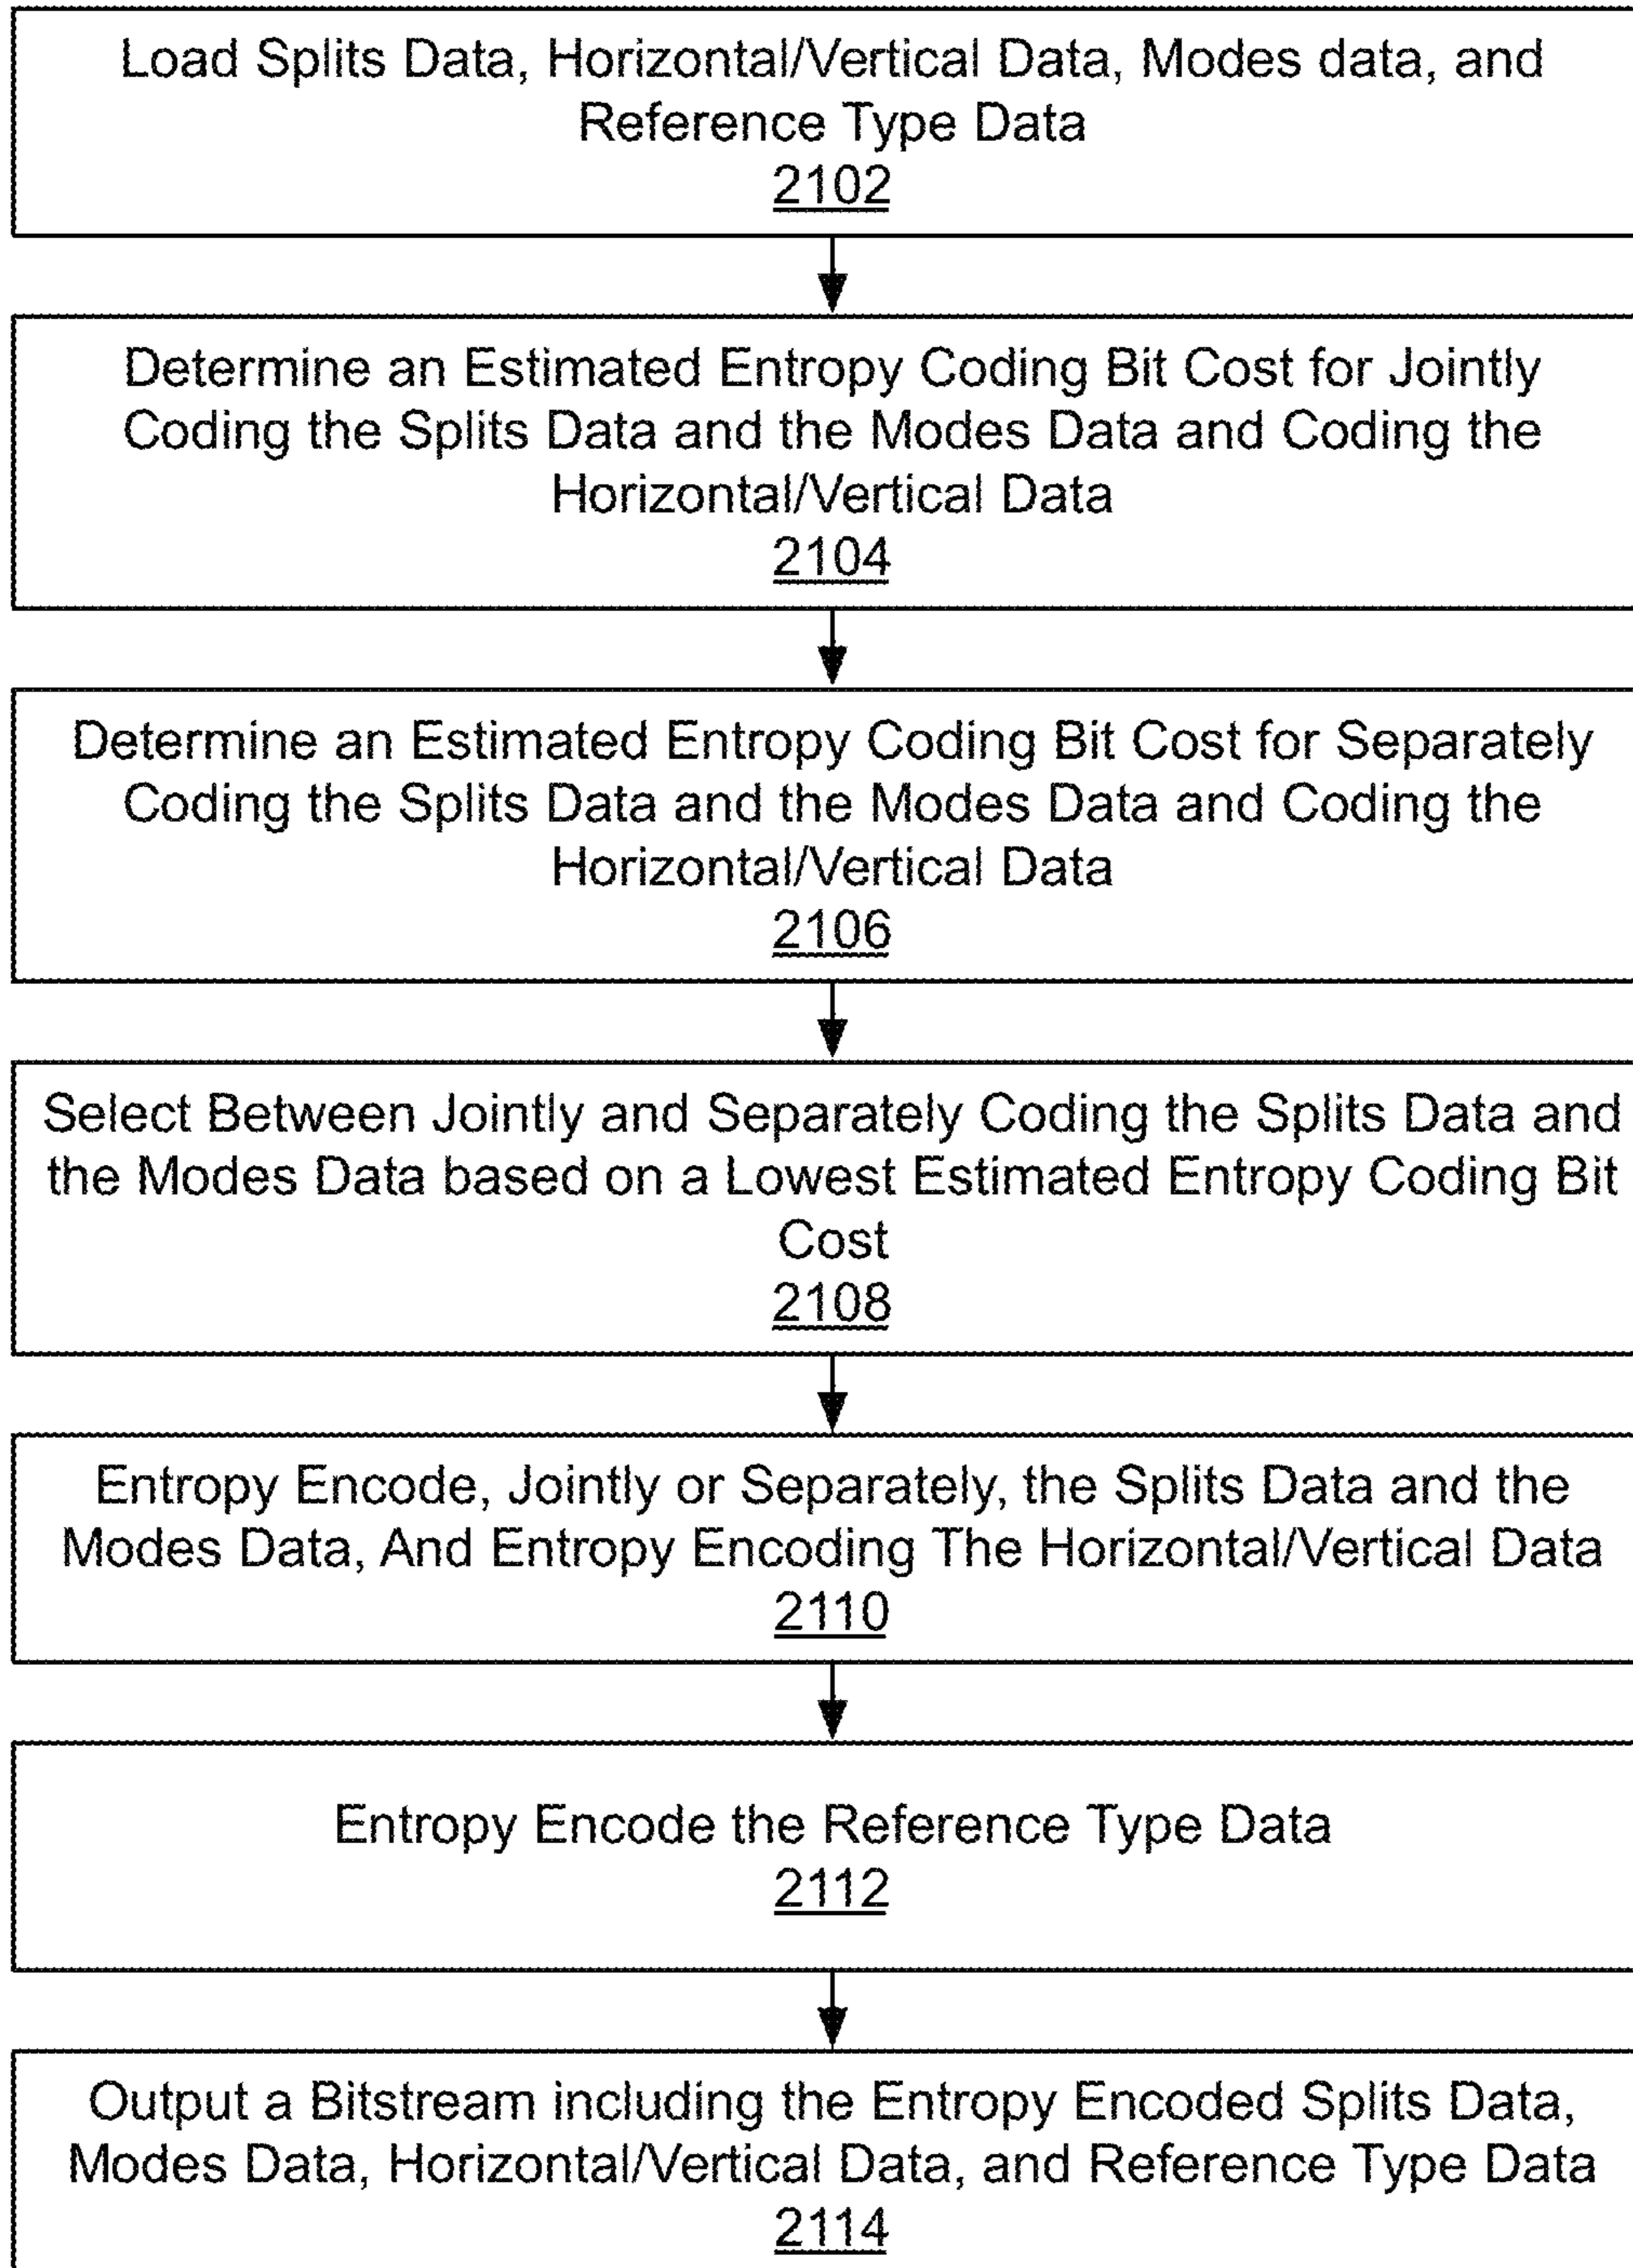 Load Splits Data, Horizontal/Vertical Data, Modes data, and
Reference Type Data
2102
Determine an Estimated Entropy Coding Bit Cost for Jointly
Coding the Splits Data and the Modes Data and Coding the
Horizontal/Vertical Data
2104
Determine an Estimated Entropy Coding Bit Cost for Separately
Coding the Splits Data and the Modes Data and Coding the
Horizontal/Vertical Data
2106
Select Between Jointly and Separately Coding the Splits Data and
the Modes Data based on a Lowest Estimated Entropy Coding Bit
Cost
2108
Entropy Encode, Jointly or Separately, the Splits Data and the
Modes Data, And Entropy Encoding The Horizontal/Vertical Data
2110
Entropy Encode the Reference Type Data
2112
Output a Bitstream including the Entropy Encoded Splits Data,
Modes Data, Horizontal/Vertical Data, and Reference Type Data
2114